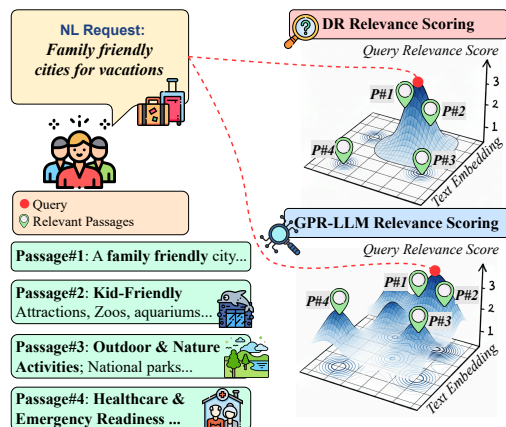 NL Request:
Family friendly
cities for vacations
Query
Relevant Passages
Passage#1: A family friendly city...
Passage#2: Kid-Friendly
Attractions, Zoos, aquariums...
Passage#3: Outdoor & Nature
Activities; National parks...
Passage#4: Healthcare &
Emergency Readiness ...
DR Relevance Scoring
Query Relevance Score
3
2
1
P#1
P#2
P#4
P#3
Text Embedding
GPR-LLM Relevance Scoring
Query Relevance Score
3
2
1
P#1
P#4
P#2
P#3
Text Embedding